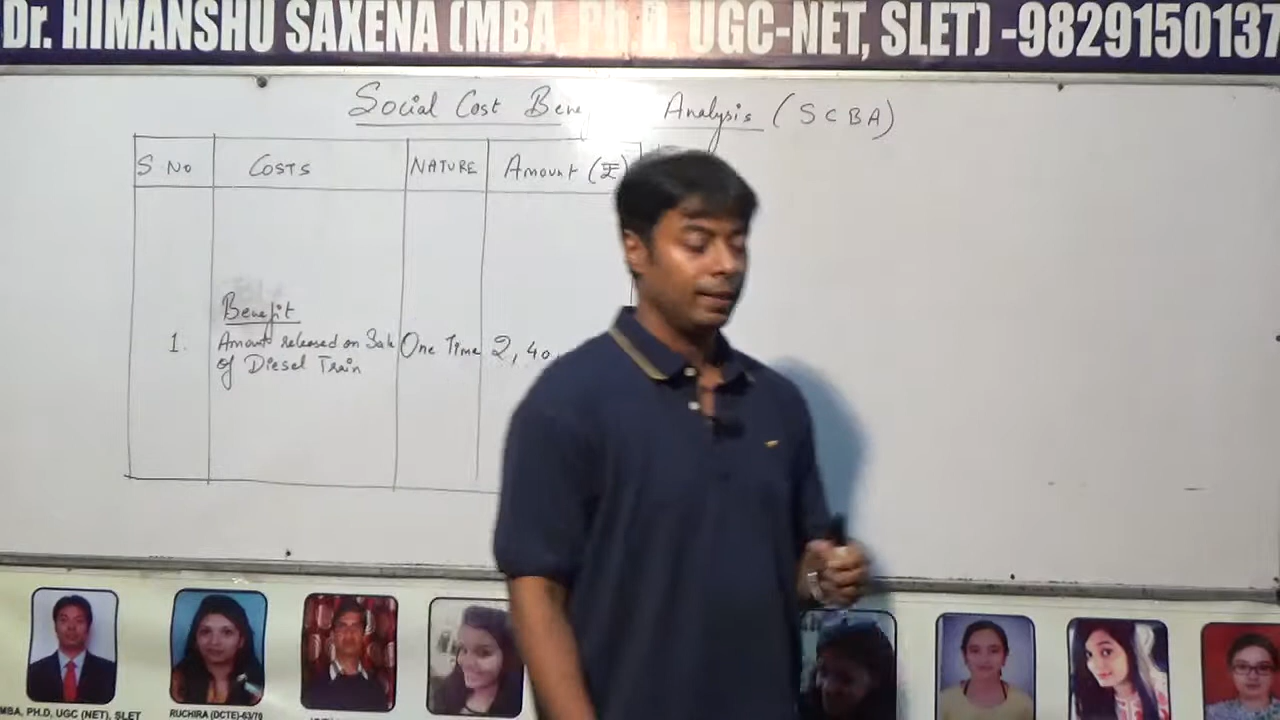 Dr. HIMANSHU SAXENA (MBA, Ph.D, UGC-NET, SLET) -9829150137
Social Cost Bene Analysis (SCBA)
S NO COSTS NATURE Amount (₹)
Benefit
1. Amount released on Sale One Time 2,40,
of Diesel Train
MBA, PH.D, UGC (NET), SLET RUCHIRA (DCTE)-63/70